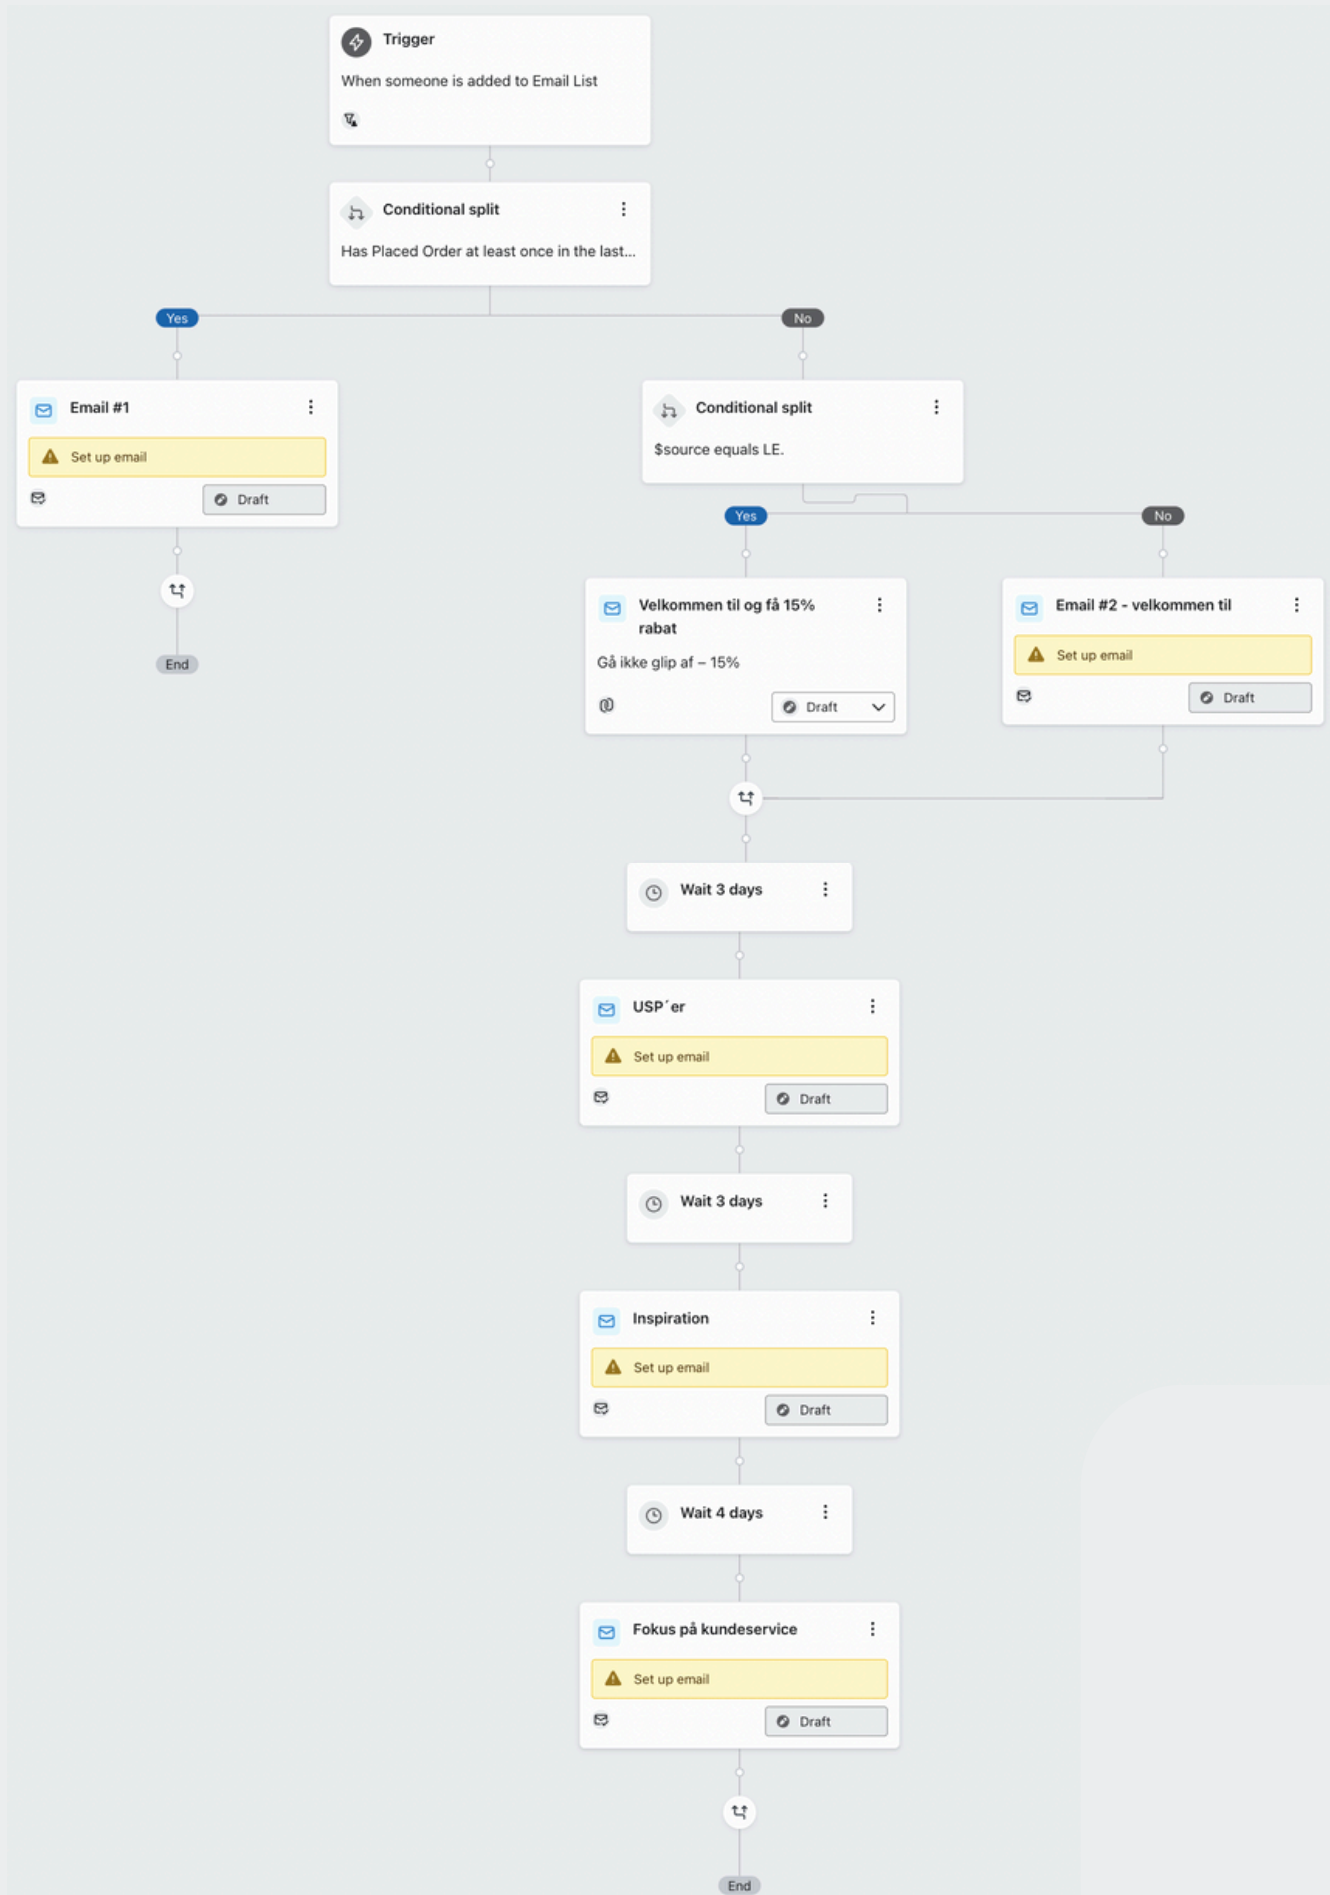 Trigger
When someone is added to Email List
Conditional split
Has Placed Order at least once in the last...
Yes
No
Email #1
Set up email
Draft
End
Conditional split
$source equals LE.
Yes
No
Velkommen til og få 15%
rabat
Gå ikke glip af – 15%
Draft
Email #2 - velkommen til
Set up email
Draft
Wait 3 days
USP´er
Set up email
Draft
Wait 3 days
Inspiration
Set up email
Draft
Wait 4 days
Fokus på kundeservice
Set up email
Draft
End